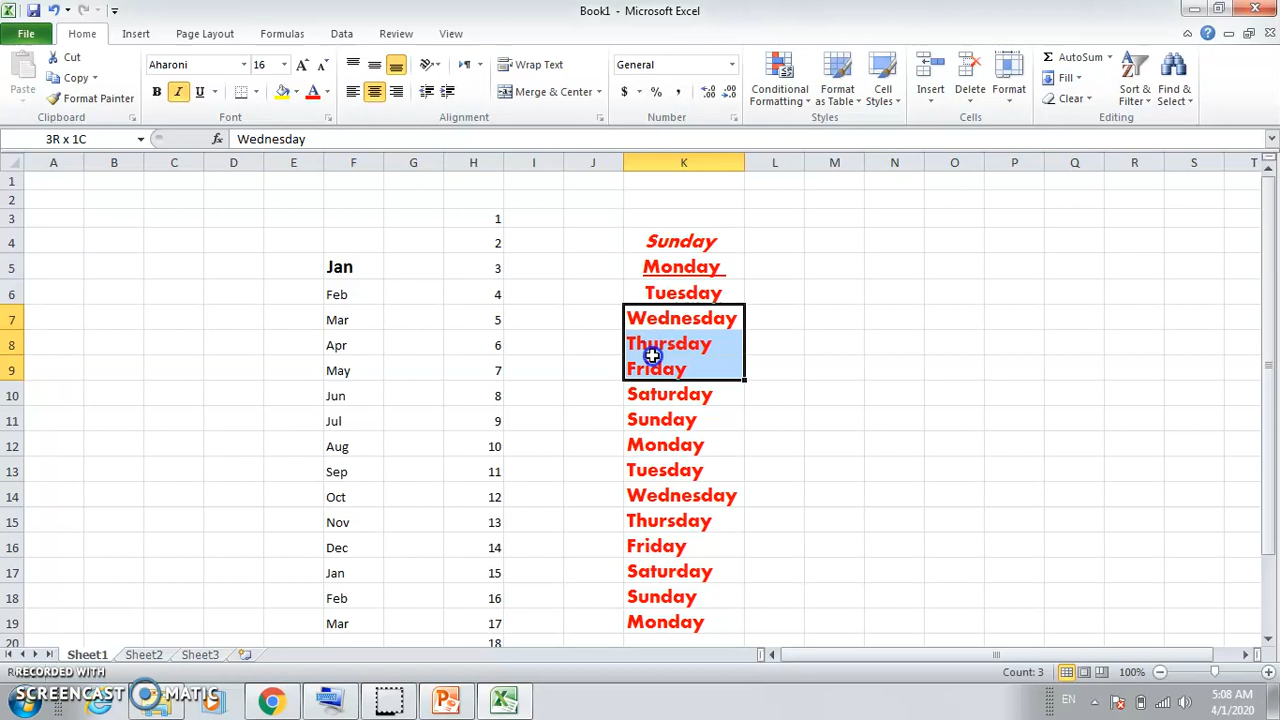 Book1 - Microsoft Excel
File Home Insert Page Layout Formulas Data Review View
Cut
Copy
Format Painter
Paste
Clipboard
Aharoni 16
B I U
Font
Wrap Text
Merge & Center
Alignment
General
$ % ,
Number
Conditional Formatting
Format as Table
Cell Styles
Styles
Insert Delete Format
Cells
AutoSum
Fill
Clear
Sort & Filter
Find & Select
Editing
3R x 1C fx Wednesday
A B C D E F G H I J K L M N O P Q R S T
1
2
3 1
4 2 Sunday
5 Jan 3 Monday
6 Feb 4 Tuesday
7 Mar 5 Wednesday
8 Apr 6 Thursday
9 May 7 Friday
10 Jun 8 Saturday
11 Jul 9 Sunday
12 Aug 10 Monday
13 Sep 11 Tuesday
14 Oct 12 Wednesday
15 Nov 13 Thursday
16 Dec 14 Friday
17 Jan 15 Saturday
18 Feb 16 Sunday
19 Mar 17 Monday
20 18
Sheet1 Sheet2 Sheet3
Count: 3 100%
RECORDED WITH
SCREENCAST MATIC
EN
5:08 AM
4/1/2020